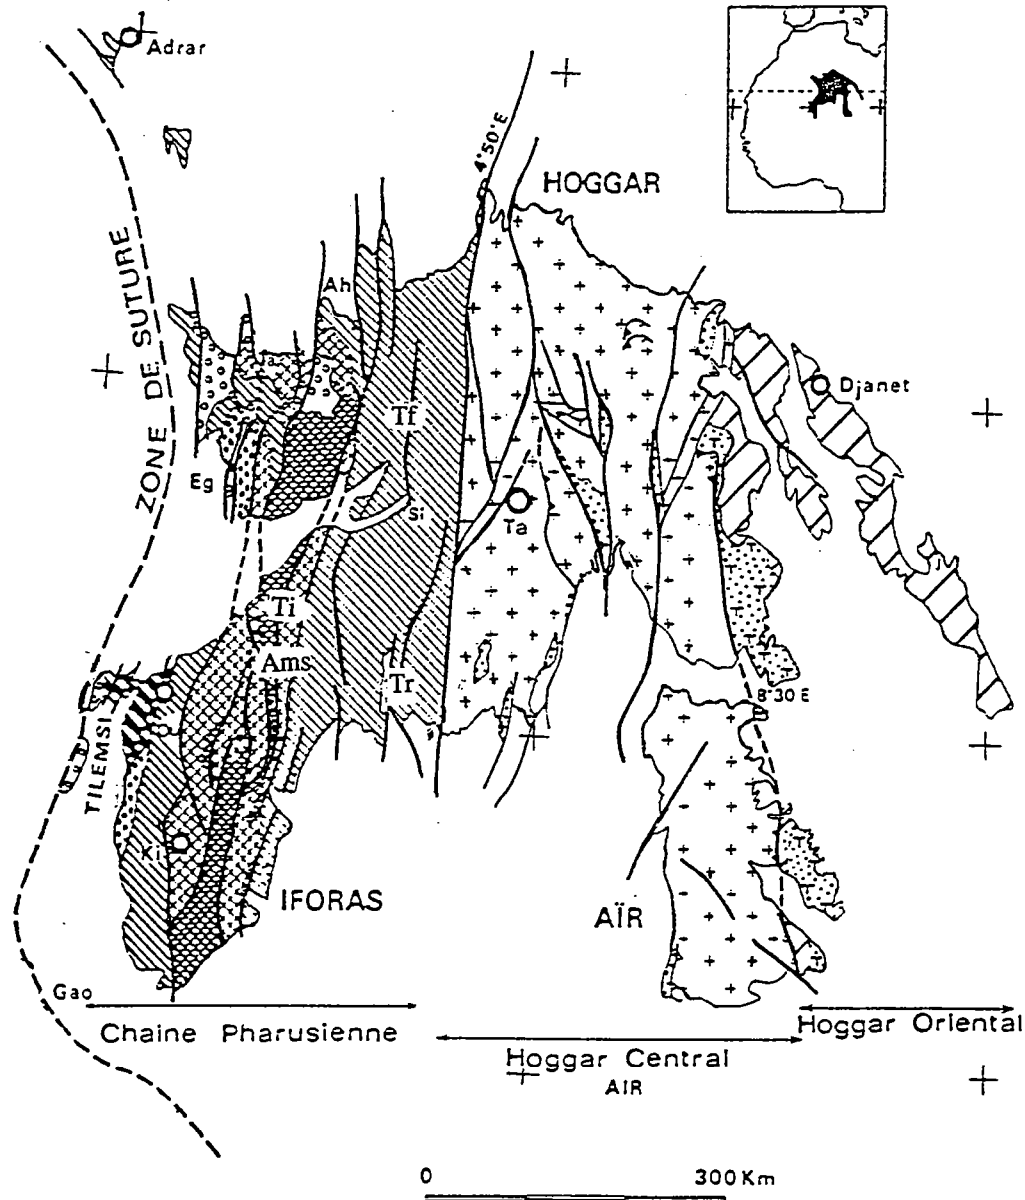 Adrar
4°50'E
HOGGAR
ZONE DE SUTURE
Ah
Djanet
Tf
Eg
Si
Ta
Ti
Ams
Tr
8°30 E
TILEMSI
Ki
IFORAS
AÏR
Gao
Chaine Pharusienne
Hoggar Oriental
Hoggar Central
AIR
0 300 Km